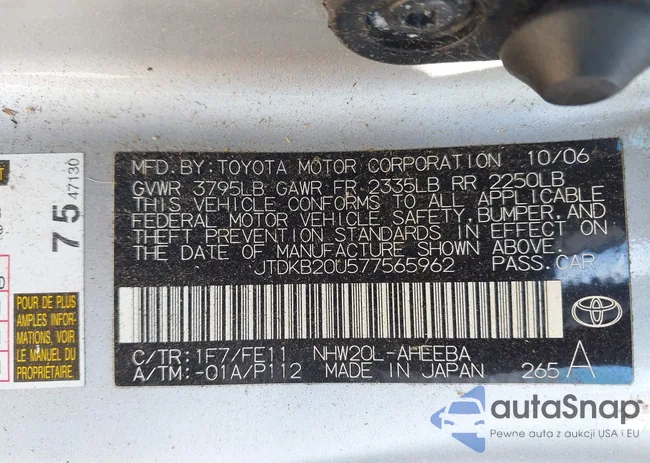 MFD.BY: TOYOTA MOTOR CORPORATION 10/06
GVWR 3795LB GAWR FR 2335LB RR 2250LB
THIS VEHICLE CONFORMS TO ALL APPLICABLE
FEDERAL MOTOR VEHICLE SAFETY, BUMPER, AND
THEFT PREVENTION STANDARDS IN EFFECT ON
THE DATE OF MANUFACTURE SHOWN ABOVE.
JTDKB20U577565962 PASS.CAR
C/TR: 1F7/FE11 NHW20L-AHEEBA
A/TM: -01A/P112 MADE IN JAPAN 265 A
75 47130
POUR DE PLUS
AMPLES INFOR-
MATIONS,
VOIR LE
MANUEL DU
PROPRIÉTAIRE.
autaSnap
Pewne auta z aukcji USA i EU